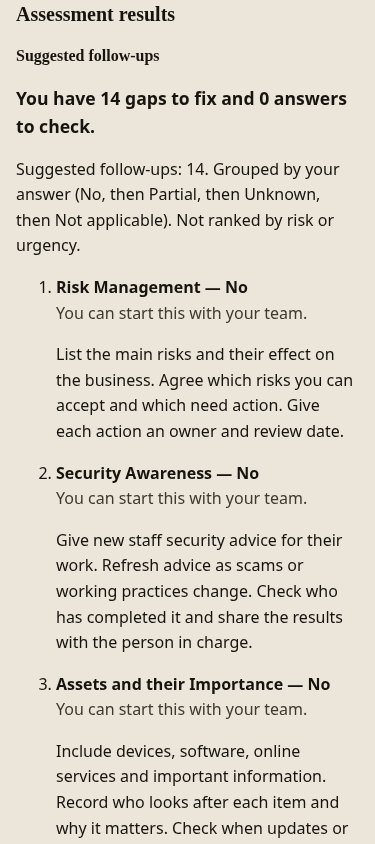 Assessment results
Suggested follow-ups
You have 14 gaps to fix and 0 answers
to check.
Suggested follow-ups: 14. Grouped by your
answer (No, then Partial, then Unknown,
then Not applicable). Not ranked by risk or
urgency.
1. Risk Management — No
You can start this with your team.
List the main risks and their effect on
the business. Agree which risks you can
accept and which need action. Give
each action an owner and review date.
2. Security Awareness — No
You can start this with your team.
Give new staff security advice for their
work. Refresh advice as scams or
working practices change. Check who
has completed it and share the results
with the person in charge.
3. Assets and their Importance — No
You can start this with your team.
Include devices, software, online
services and important information.
Record who looks after each item and
why it matters. Check when updates or